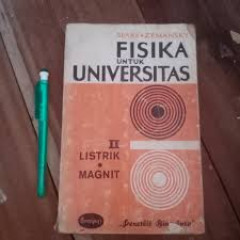 SEARS ZEMANSKY
FISIKA
UNTUK
UNIVERSITAS
II
LISTRIK
MAGNIT